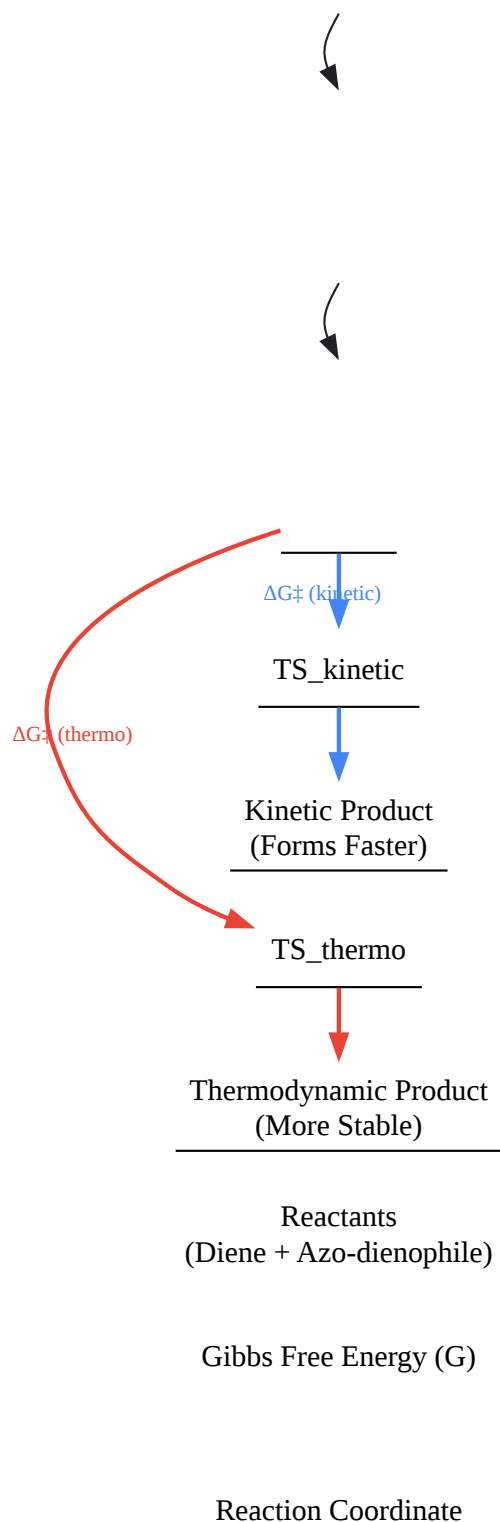 ΔG‡ (kinetic)
TS_kinetic
ΔG‡ (thermo)
Kinetic Product
(Forms Faster)
TS_thermo
Thermodynamic Product
(More Stable)
Reactants
(Diene + Azo-dienophile)
Gibbs Free Energy (G)
Reaction Coordinate